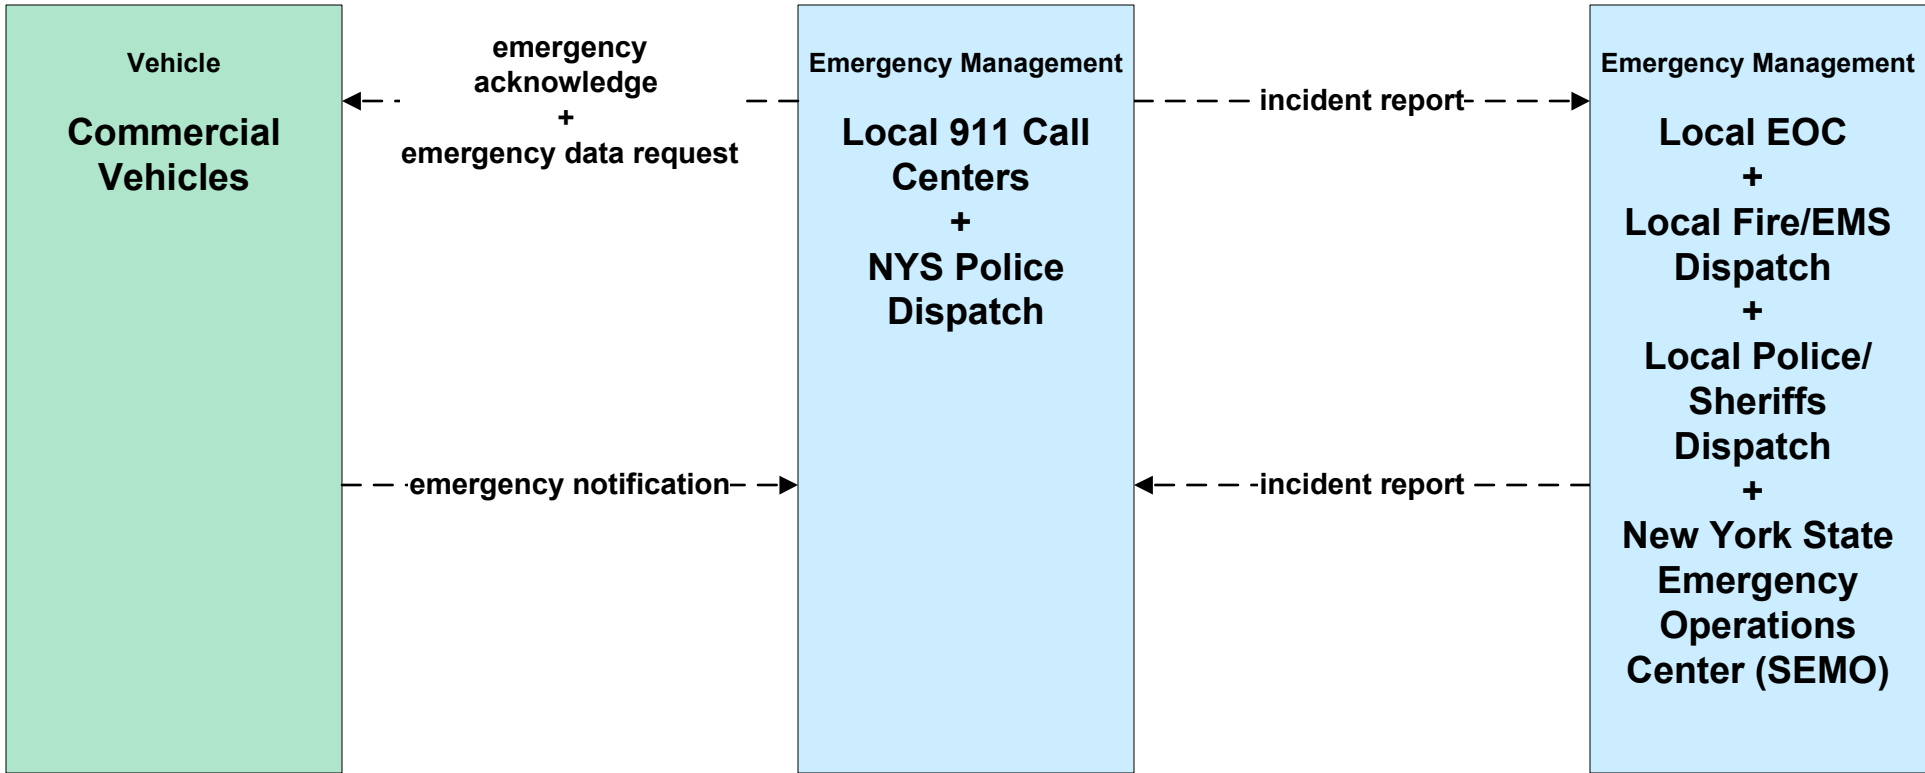 Vehicle
Commercial
Vehicles
emergency
acknowledge
+
emergency data request
emergency notification
Emergency Management
Local 911 Call
Centers
+
NYS Police
Dispatch
incident report
incident report
Emergency Management
Local EOC
+
Local Fire/EMS
Dispatch
+
Local Police/
Sheriffs
Dispatch
+
New York State
Emergency
Operations
Center (SEMO)